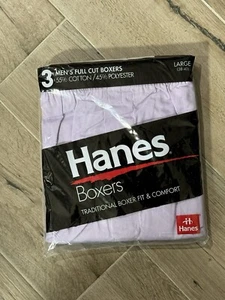 3 MEN'S FULL CUT BOXERS
55% COTTON / 45% POLYESTER
LARGE
Hanes
Boxers
TRADITIONAL BOXER FIT & COMFORT
H
Hanes